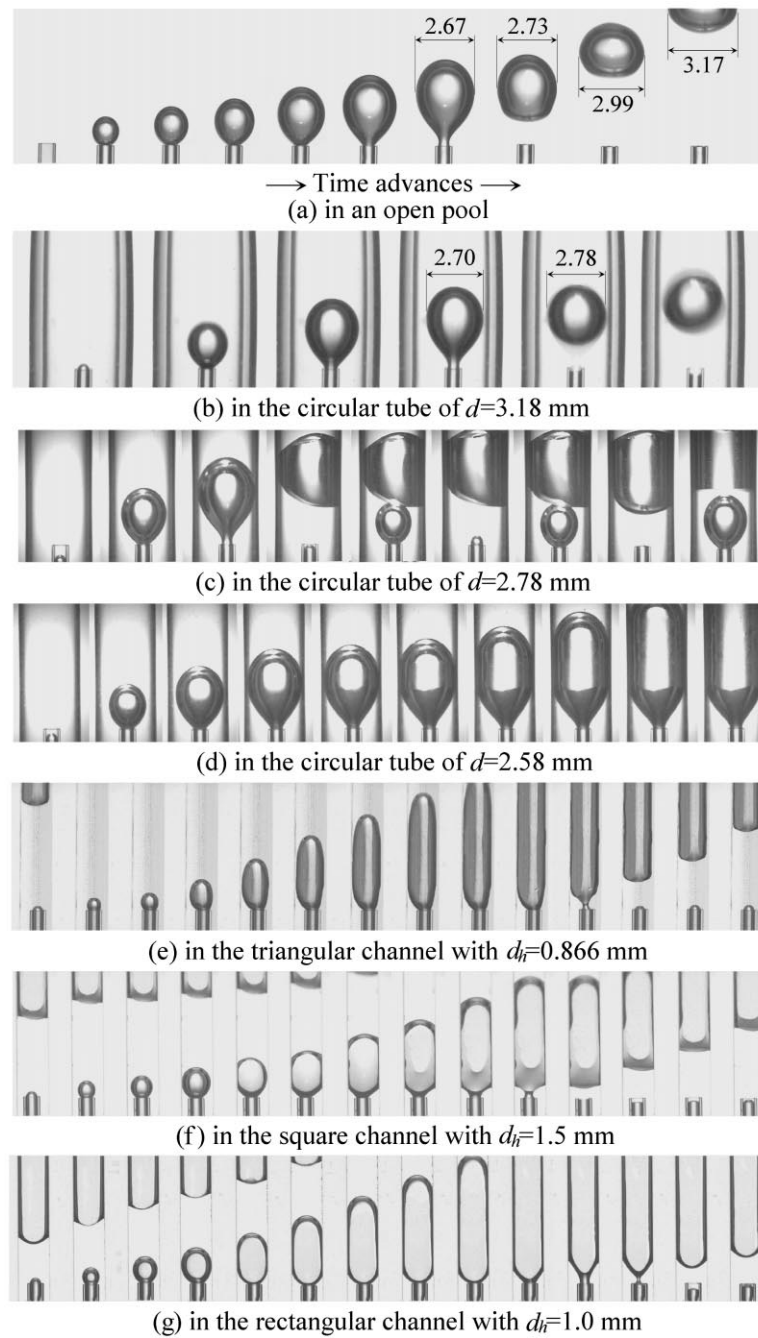 2.67 2.73
3.17
2.99
Time advances
(a) in an open pool
2.70 2.78
(b) in the circular tube of d=3.18 mm
(c) in the circular tube of d=2.78 mm
(d) in the circular tube of d=2.58 mm
(e) in the triangular channel with dh=0.866 mm
(f) in the square channel with dh=1.5 mm
(g) in the rectangular channel with dh=1.0 mm